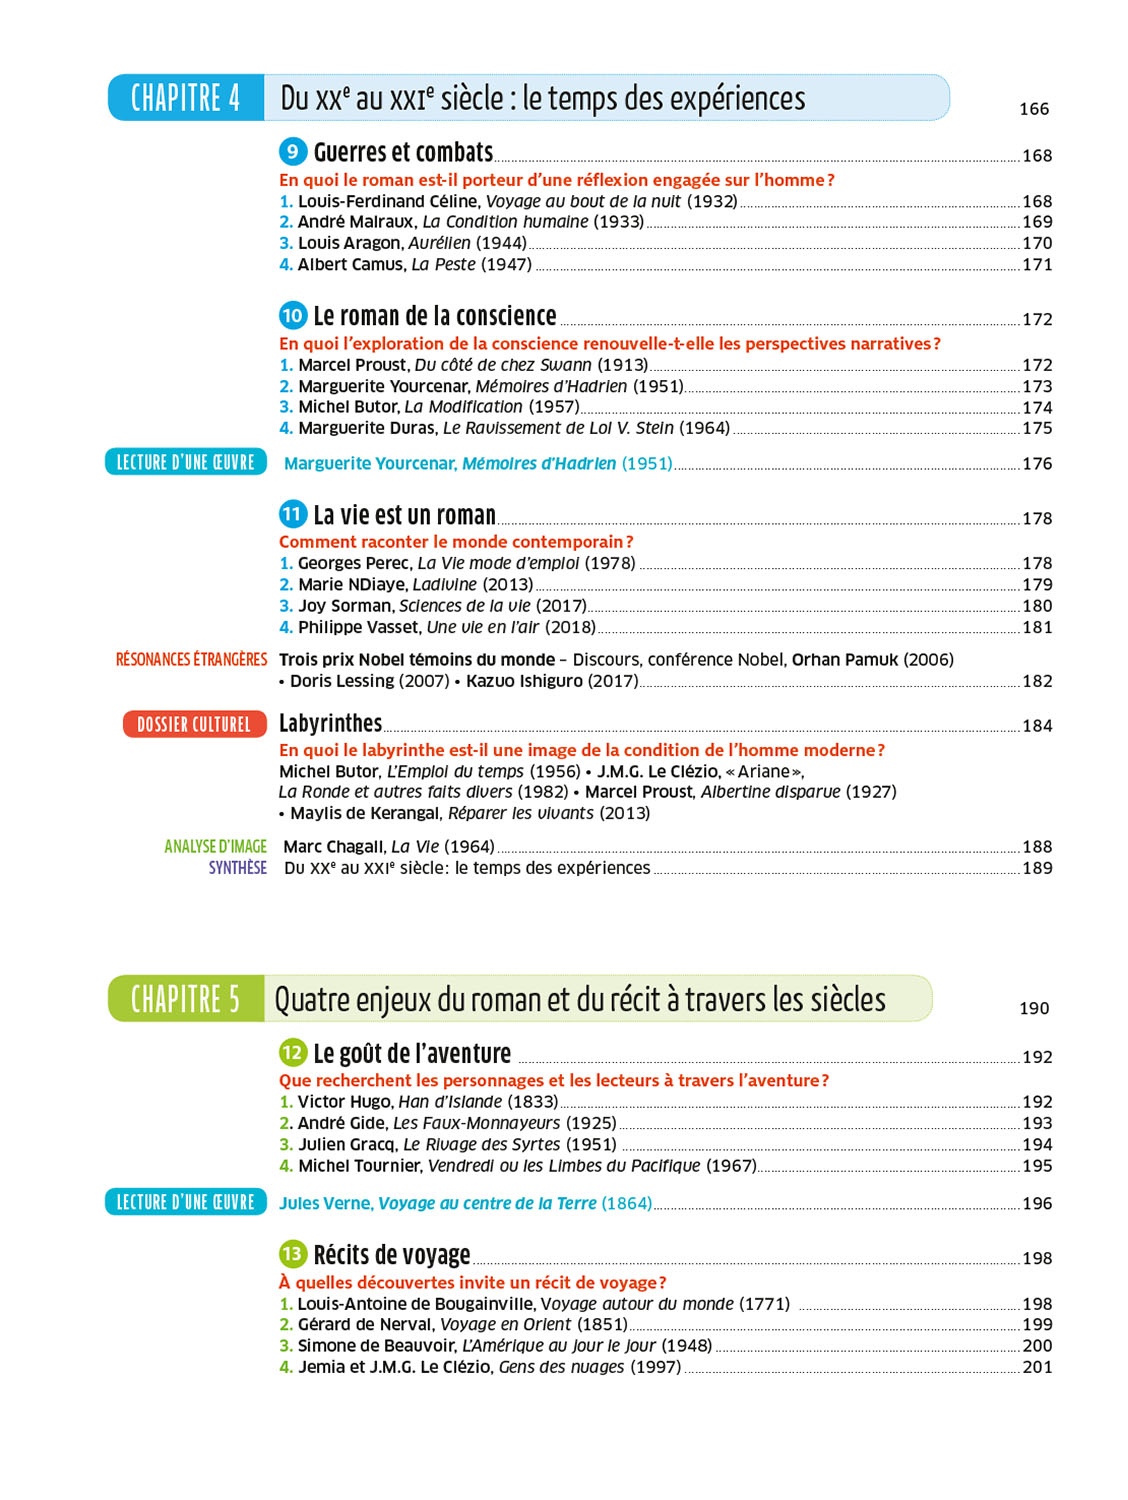 CHAPITRE 4 Du XXe au XXIe siècle : le temps des expériences 166
9 Guerres et combats 168
En quoi le roman est-il porteur d'une réflexion engagée sur l'homme ?
1. Louis-Ferdinand Céline, Voyage au bout de la nuit (1932) 168
2. André Malraux, La Condition humaine (1933) 169
3. Louis Aragon, Aurélien (1944) 170
4. Albert Camus, La Peste (1947) 171
10 Le roman de la conscience 172
En quoi l'exploration de la conscience renouvelle-t-elle les perspectives narratives ?
1. Marcel Proust, Du côté de chez Swann (1913) 172
2. Marguerite Yourcenar, Mémoires d'Hadrien (1951) 173
3. Michel Butor, La Modification (1957) 174
4. Marguerite Duras, Le Ravissement de Lol V. Stein (1964) 175
LECTURE D'UNE ŒUVRE Marguerite Yourcenar, Mémoires d'Hadrien (1951) 176
11 La vie est un roman 178
Comment raconter le monde contemporain ?
1. Georges Perec, La Vie mode d'emploi (1978) 178
2. Marie NDiaye, Ladivine (2013) 179
3. Joy Sorman, Sciences de la vie (2017) 180
4. Philippe Vasset, Une vie en l'air (2018) 181
RÉSONANCES ÉTRANGÈRES Trois prix Nobel témoins du monde – Discours, conférence Nobel, Orhan Pamuk (2006)
• Doris Lessing (2007) • Kazuo Ishiguro (2017) 182
DOSSIER CULTUREL Labyrinthes 184
En quoi le labyrinthe est-il une image de la condition de l'homme moderne ?
Michel Butor, L'Emploi du temps (1956) • J.M.G. Le Clézio, « Ariane »,
La Ronde et autres faits divers (1982) • Marcel Proust, Albertine disparue (1927)
• Maylis de Kerangal, Réparer les vivants (2013)
ANALYSE D'IMAGE Marc Chagall, La Vie (1964) 188
SYNTHÈSE Du XXe au XXIe siècle : le temps des expériences 189
CHAPITRE 5 Quatre enjeux du roman et du récit à travers les siècles 190
12 Le goût de l'aventure 192
Que recherchent les personnages et les lecteurs à travers l'aventure ?
1. Victor Hugo, Han d'Islande (1833) 192
2. André Gide, Les Faux-Monnayeurs (1925) 193
3. Julien Gracq, Le Rivage des Syrtes (1951) 194
4. Michel Tournier, Vendredi ou les Limbes du Pacifique (1967) 195
LECTURE D'UNE ŒUVRE Jules Verne, Voyage au centre de la Terre (1864) 196
13 Récits de voyage 198
À quelles découvertes invite un récit de voyage ?
1. Louis-Antoine de Bougainville, Voyage autour du monde (1771) 198
2. Gérard de Nerval, Voyage en Orient (1851) 199
3. Simone de Beauvoir, L'Amérique au jour le jour (1948) 200
4. Jemia et J.M.G. Le Clézio, Gens des nuages (1997) 201